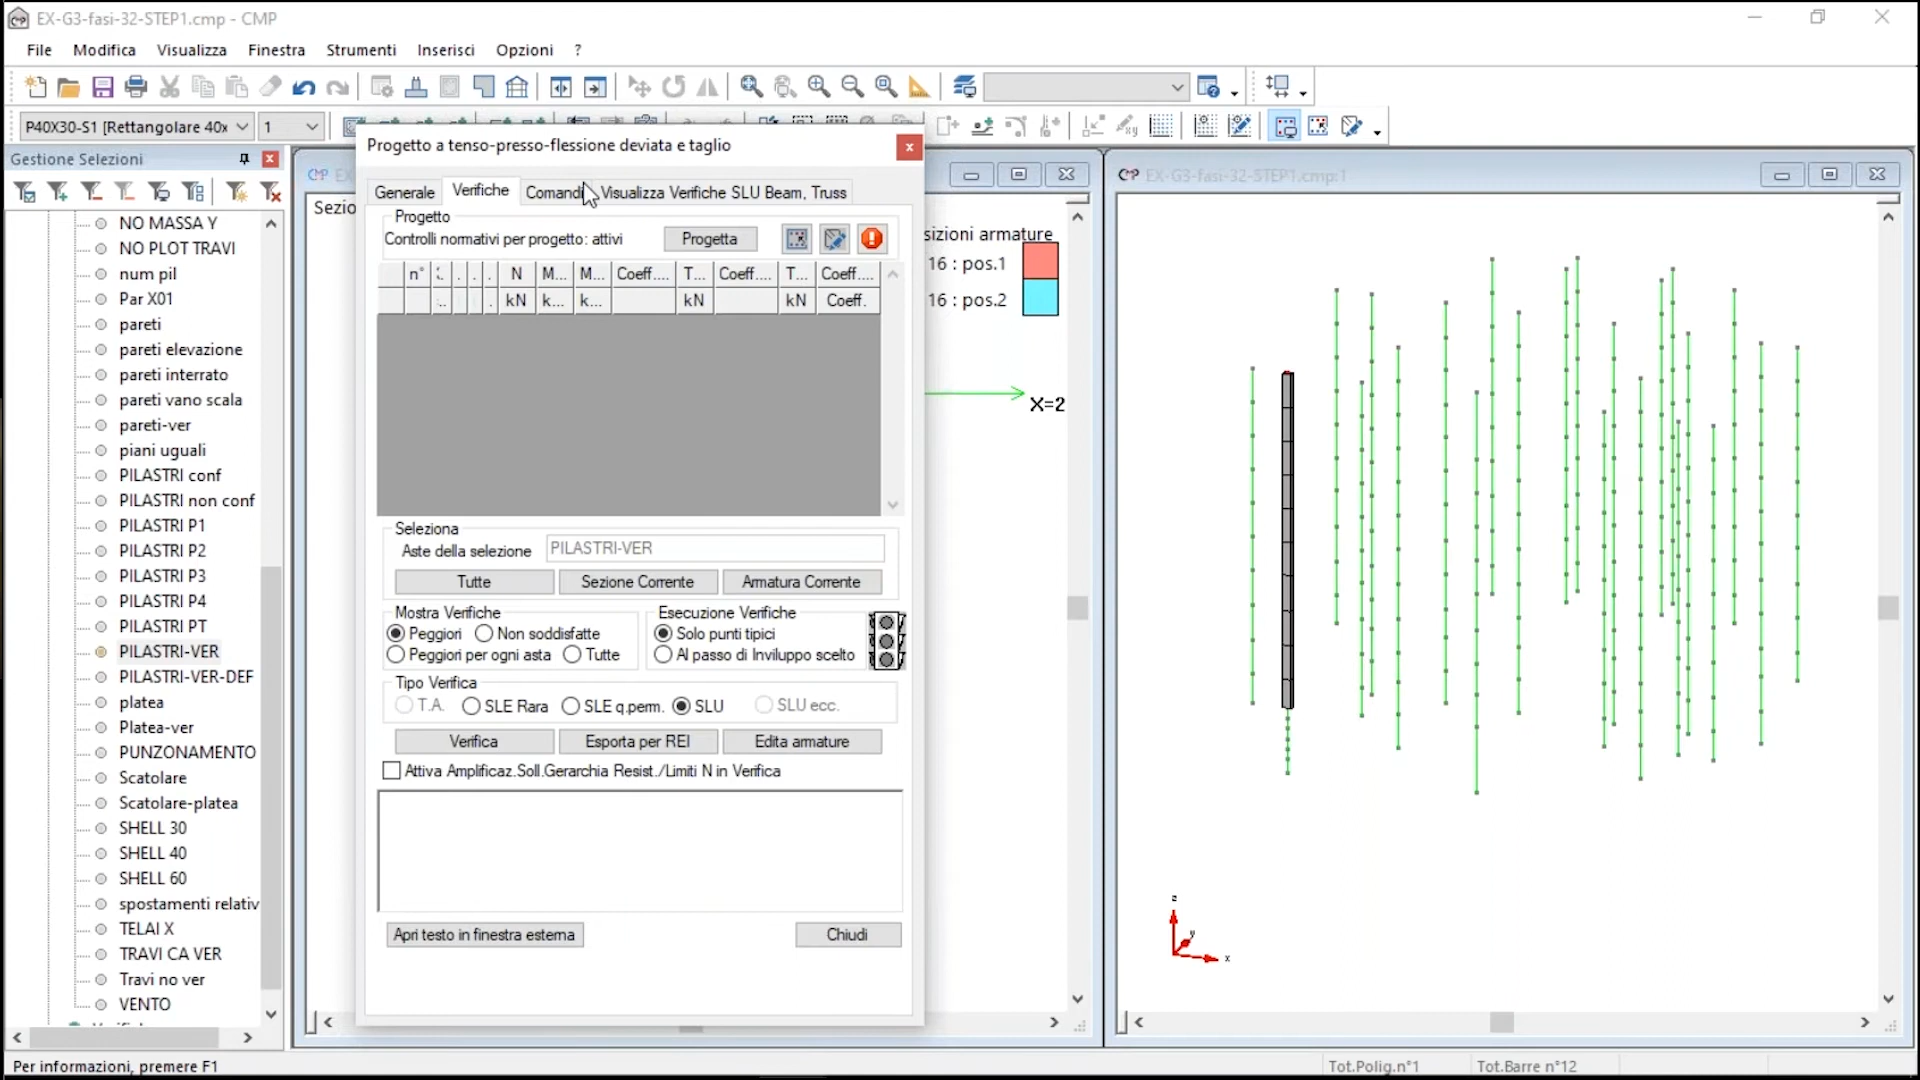 EX-G3-fasi-32-STEP1.cmp - CMP
File Modifica Visualizza Finestra Strumenti Inserisci Opzioni ?
P40X30-S1 [Rettangolare 40x 1
Gestione Selezioni
NO MASSA Y
NO PLOT TRAVI
num pil
Par X01
pareti
pareti elevazione
pareti interrato
pareti vano scala
pareti-ver
piani uguali
PILASTRI conf
PILASTRI non conf
PILASTRI P1
PILASTRI P2
PILASTRI P3
PILASTRI P4
PILASTRI PT
PILASTRI-VER
PILASTRI-VER-DEF
platea
Platea-ver
PUNZONAMENTO
Scatolare
Scatolare-platea
SHELL 30
SHELL 40
SHELL 60
spostamenti relativ
TELAI X
TRAVI CA VER
Travi no ver
VENTO
EX
Sezio
Progetto a tenso-presso-flessione deviata e taglio
Generale Verifiche Comandi Visualizza Verifiche SLU Beam, Truss
Progetto
Controlli normativi per progetto: attivi Progetta
n° N M... M... Coeff.... T... Coeff.... T... Coeff....
kN k... k... kN kN Coeff.
Seleziona
Aste della selezione PILASTRI-VER
Tutte Sezione Corrente Armatura Corrente
Mostra Verifiche
Peggiori Non soddisfatte
Peggiori per ogni asta Tutte
Esecuzione Verifiche
Solo punti tipici
Al passo di Inviluppo scelto
Tipo Verifica
T.A. SLE Rara SLE q.perm. SLU SLU ecc.
Verifica Esporta per REI Edita armature
Attiva Amplificaz.Soll.Gerarchia Resist./Limiti N in Verifica
Apri testo in finestra esterna Chiudi
sizioni armature
16 : pos.1
16 : pos.2
X=2
EX-G3-fasi-32-STEP1.cmp:1
z
y
x
Per informazioni, premere F1 Tot.Polig.n°1 Tot.Barre n°12